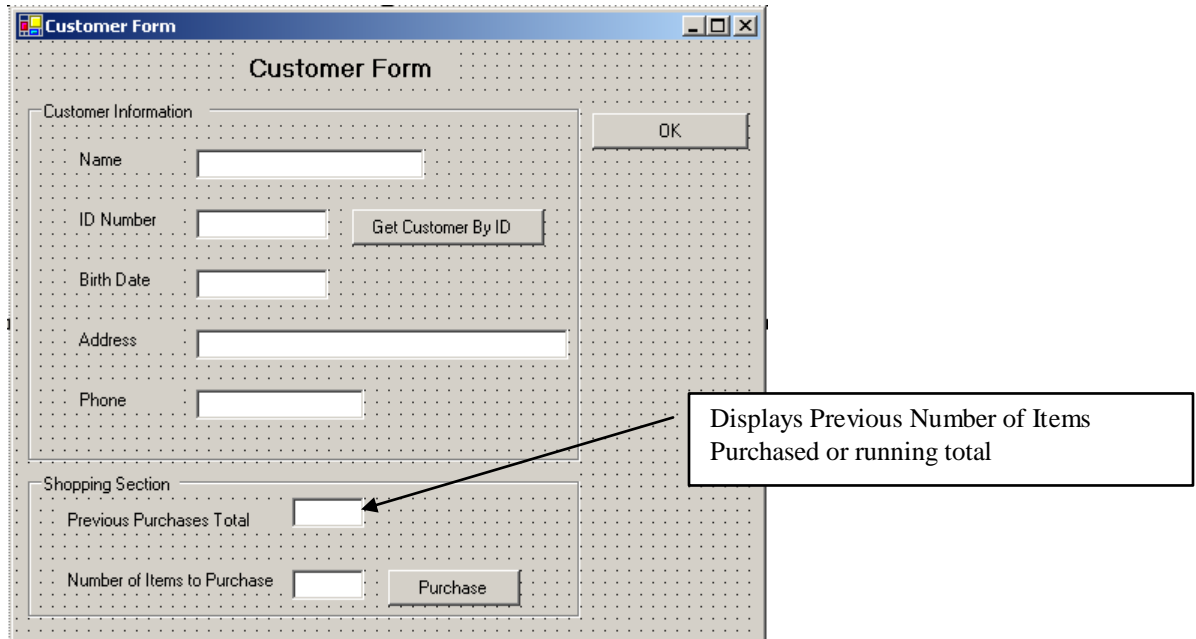 Customer Form
Customer Form
Customer Information
OK
Name
ID Number
Get Customer By ID
Birth Date
Address
Phone
Displays Previous Number of Items
Purchased or running total
Shopping Section
Previous Purchases Total
Number of Items to Purchase
Purchase